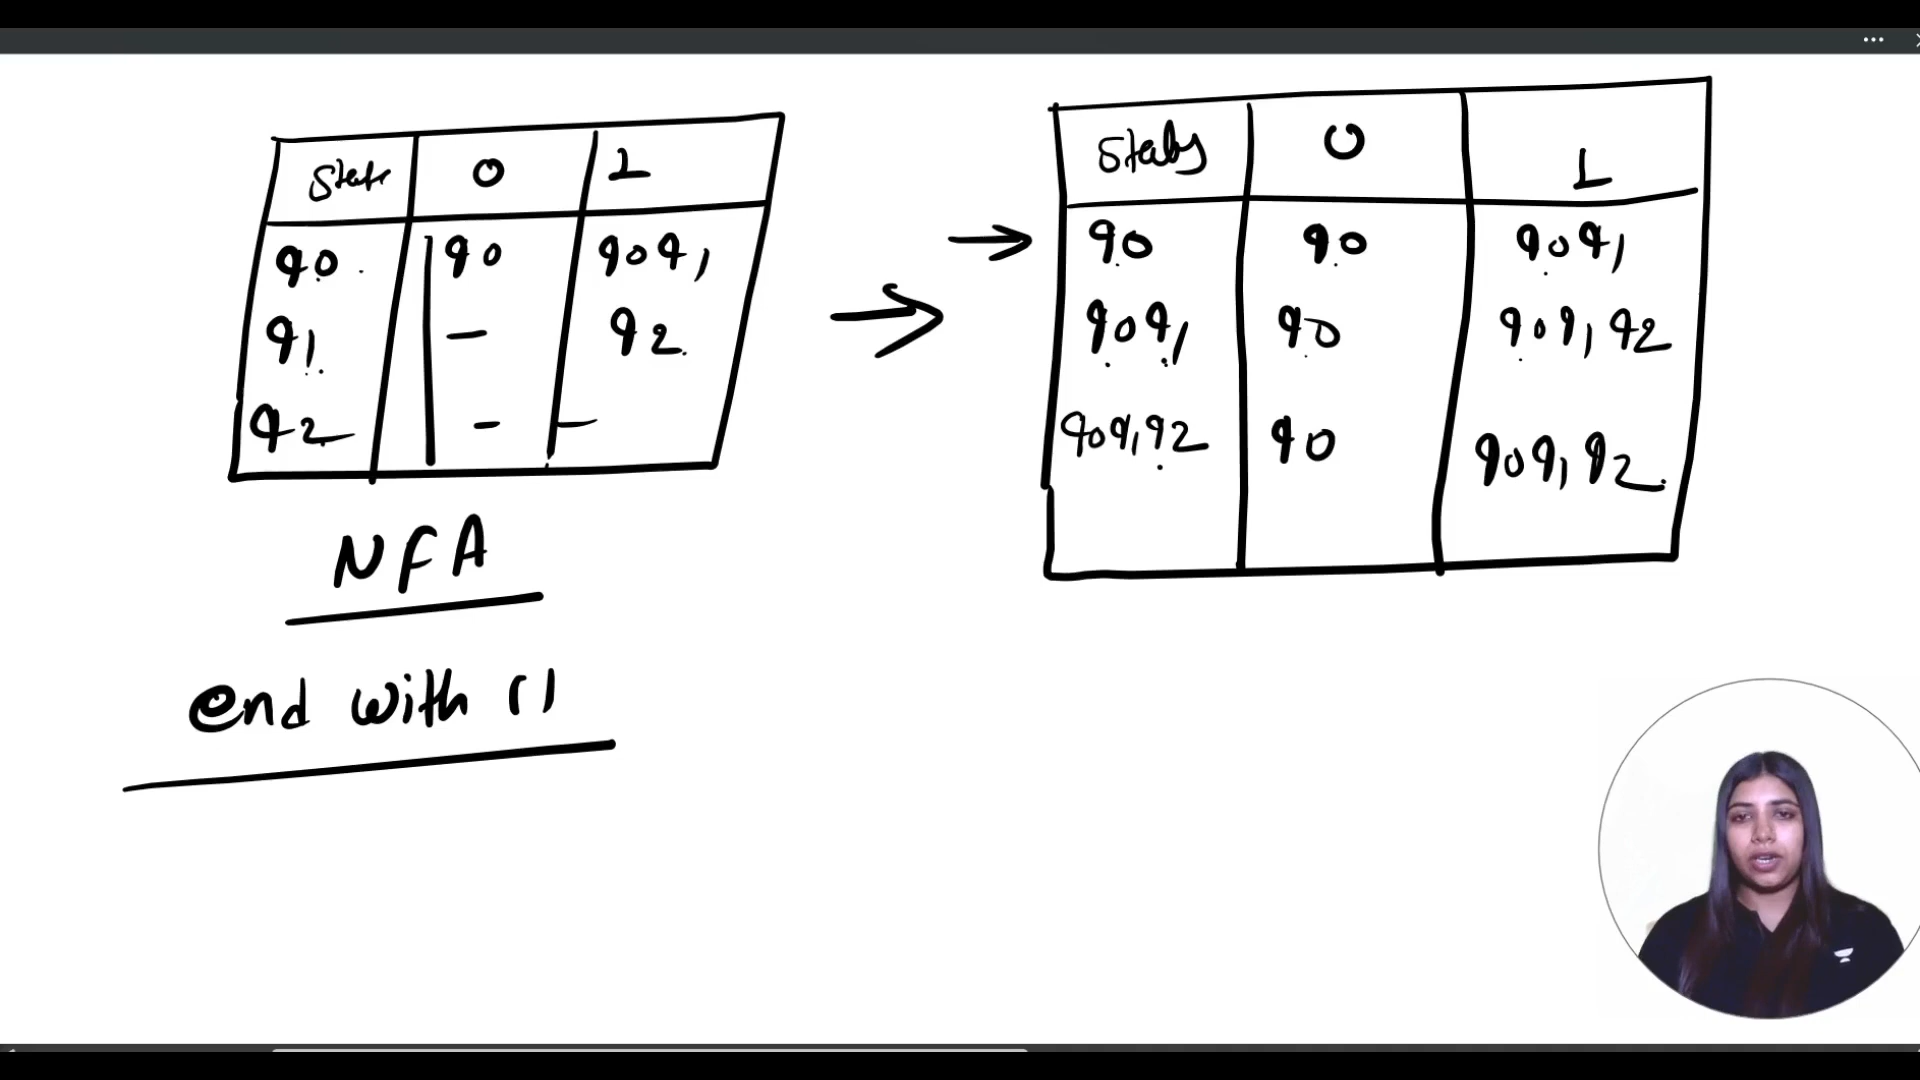 State 0 1
q0 q0 q0q1
q1 - q2
q2 - -
NFA
end with 11
States 0 1
→ q0 q0 q0q1
q0q1 q0 q0q1q2
q0q1q2 q0 q0q1q2